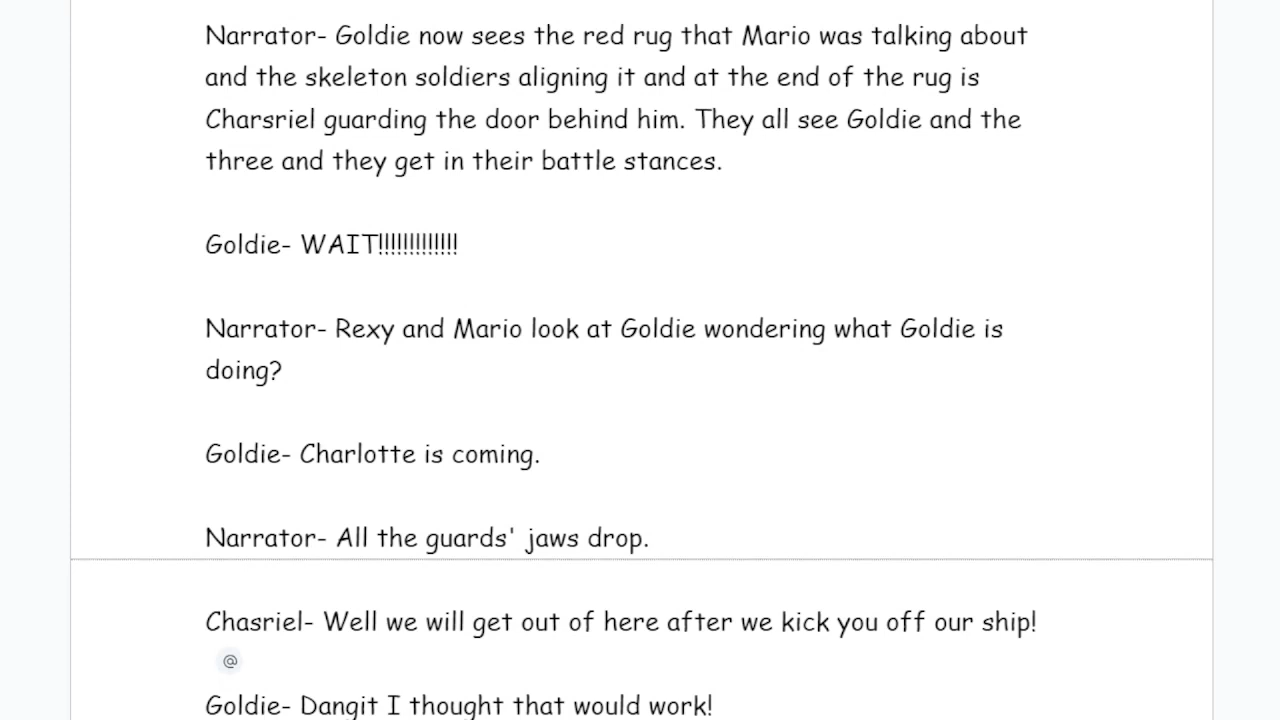 Narrator- Goldie now sees the red rug that Mario was talking about
and the skeleton soldiers aligning it and at the end of the rug is
Charsriel guarding the door behind him. They all see Goldie and the
three and they get in their battle stances.
Goldie- WAIT!!!!!!!!!!!!!
Narrator- Rexy and Mario look at Goldie wondering what Goldie is
doing?
Goldie- Charlotte is coming.
Narrator- All the guards' jaws drop.
Chasriel- Well we will get out of here after we kick you off our ship!
@
Goldie- Dangit I thought that would work!